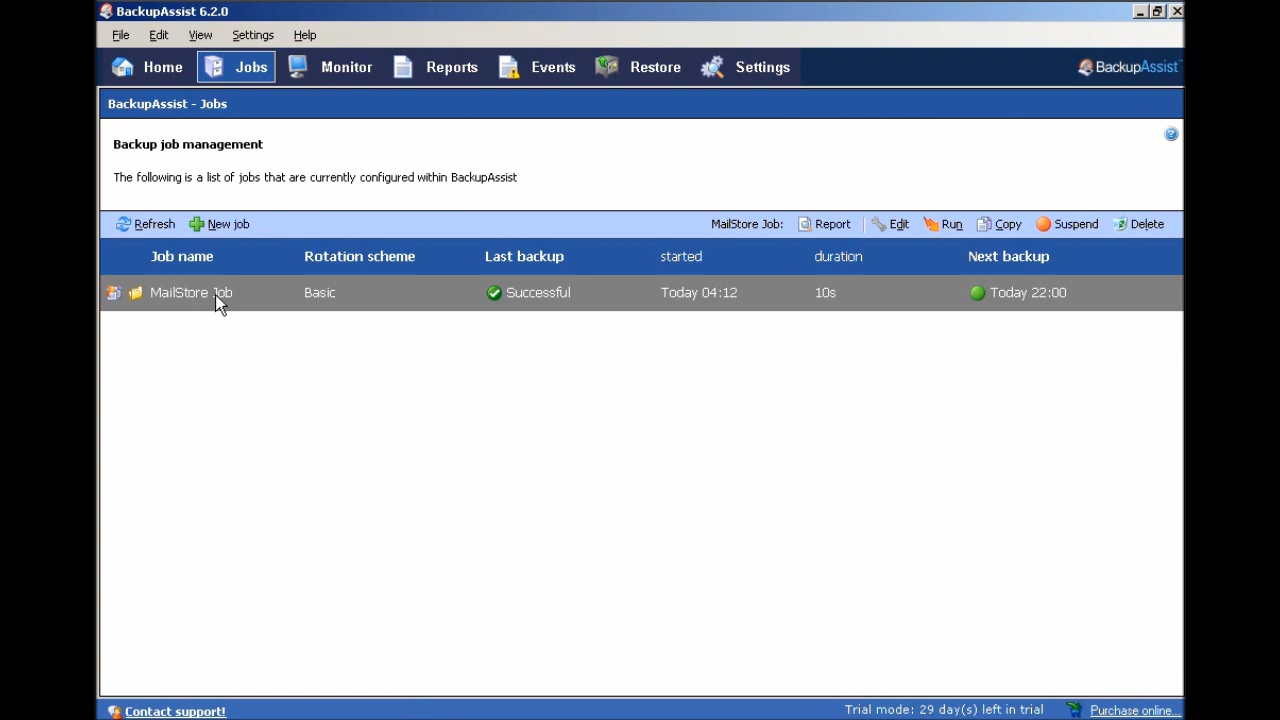 BackupAssist 6.2.0
File Edit View Settings Help
Home Jobs Monitor Reports Events Restore Settings BackupAssist
BackupAssist - Jobs
Backup job management
The following is a list of jobs that are currently configured within BackupAssist
Refresh New job MailStore Job: Report Edit Run Copy Suspend Delete
Job name Rotation scheme Last backup started duration Next backup
MailStore Job Basic Successful Today 04:12 10s Today 22:00
Contact support! Trial mode: 29 day(s) left in trial Purchase online...